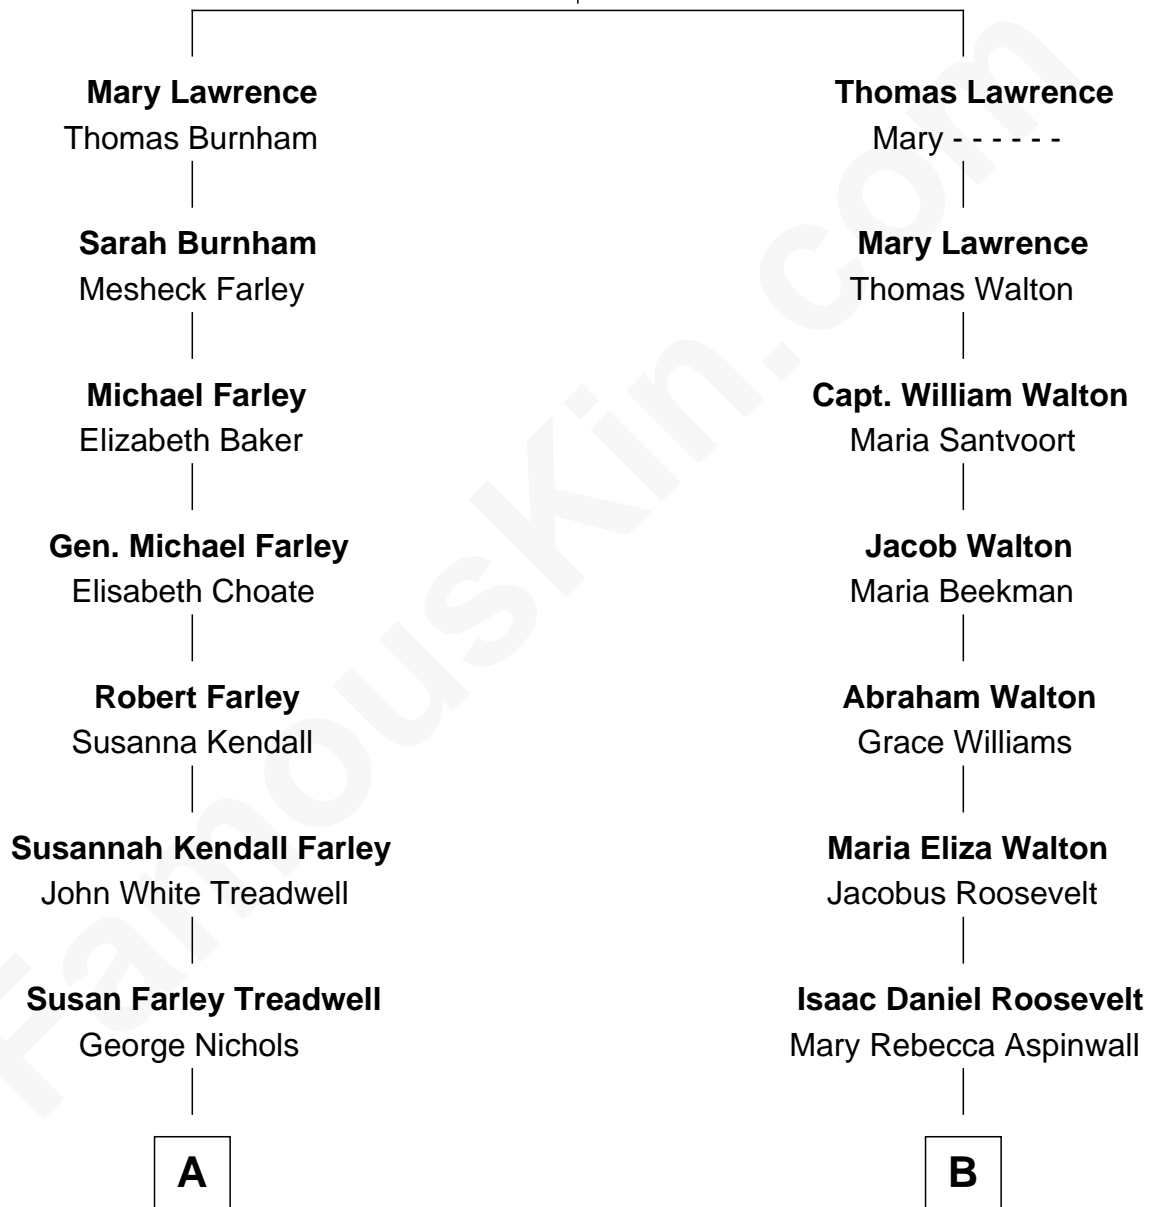 Mary Lawrence
Thomas Burnham
Sarah Burnham
Mesheck Farley
Michael Farley
Elizabeth Baker
Gen. Michael Farley
Elisabeth Choate
Robert Farley
Susanna Kendall
Susannah Kendall Farley
John White Treadwell
Susan Farley Treadwell
George Nichols
A
Thomas Lawrence
Mary - - - - - -
Mary Lawrence
Thomas Walton
Capt. William Walton
Maria Santvoort
Jacob Walton
Maria Beekman
Abraham Walton
Grace Williams
Maria Eliza Walton
Jacobus Roosevelt
Isaac Daniel Roosevelt
Mary Rebecca Aspinwall
B
FamousKin.com